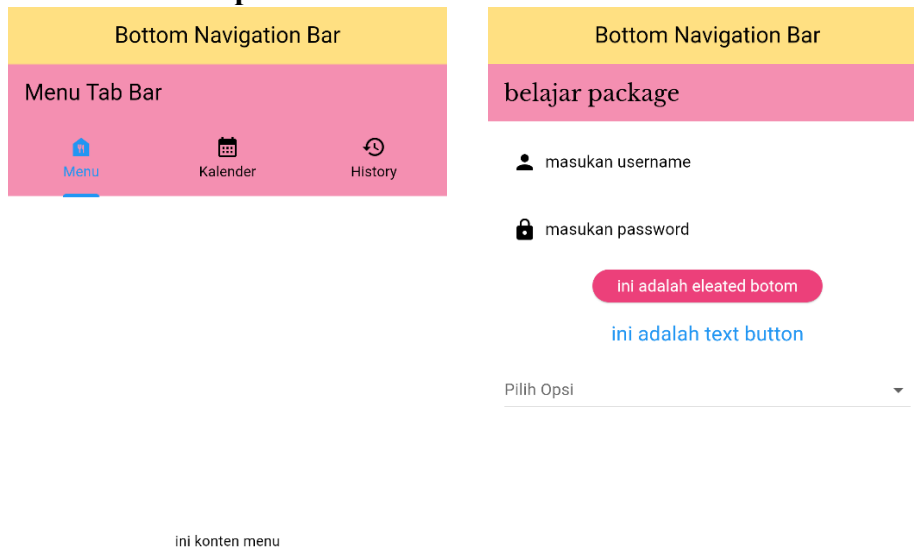 Bottom Navigation Bar
Menu Tab Bar
Menu
Kalender
History
ini konten menu
Bottom Navigation Bar
belajar package
masukan username
masukan password
ini adalah eleated botom
ini adalah text button
Pilih Opsi